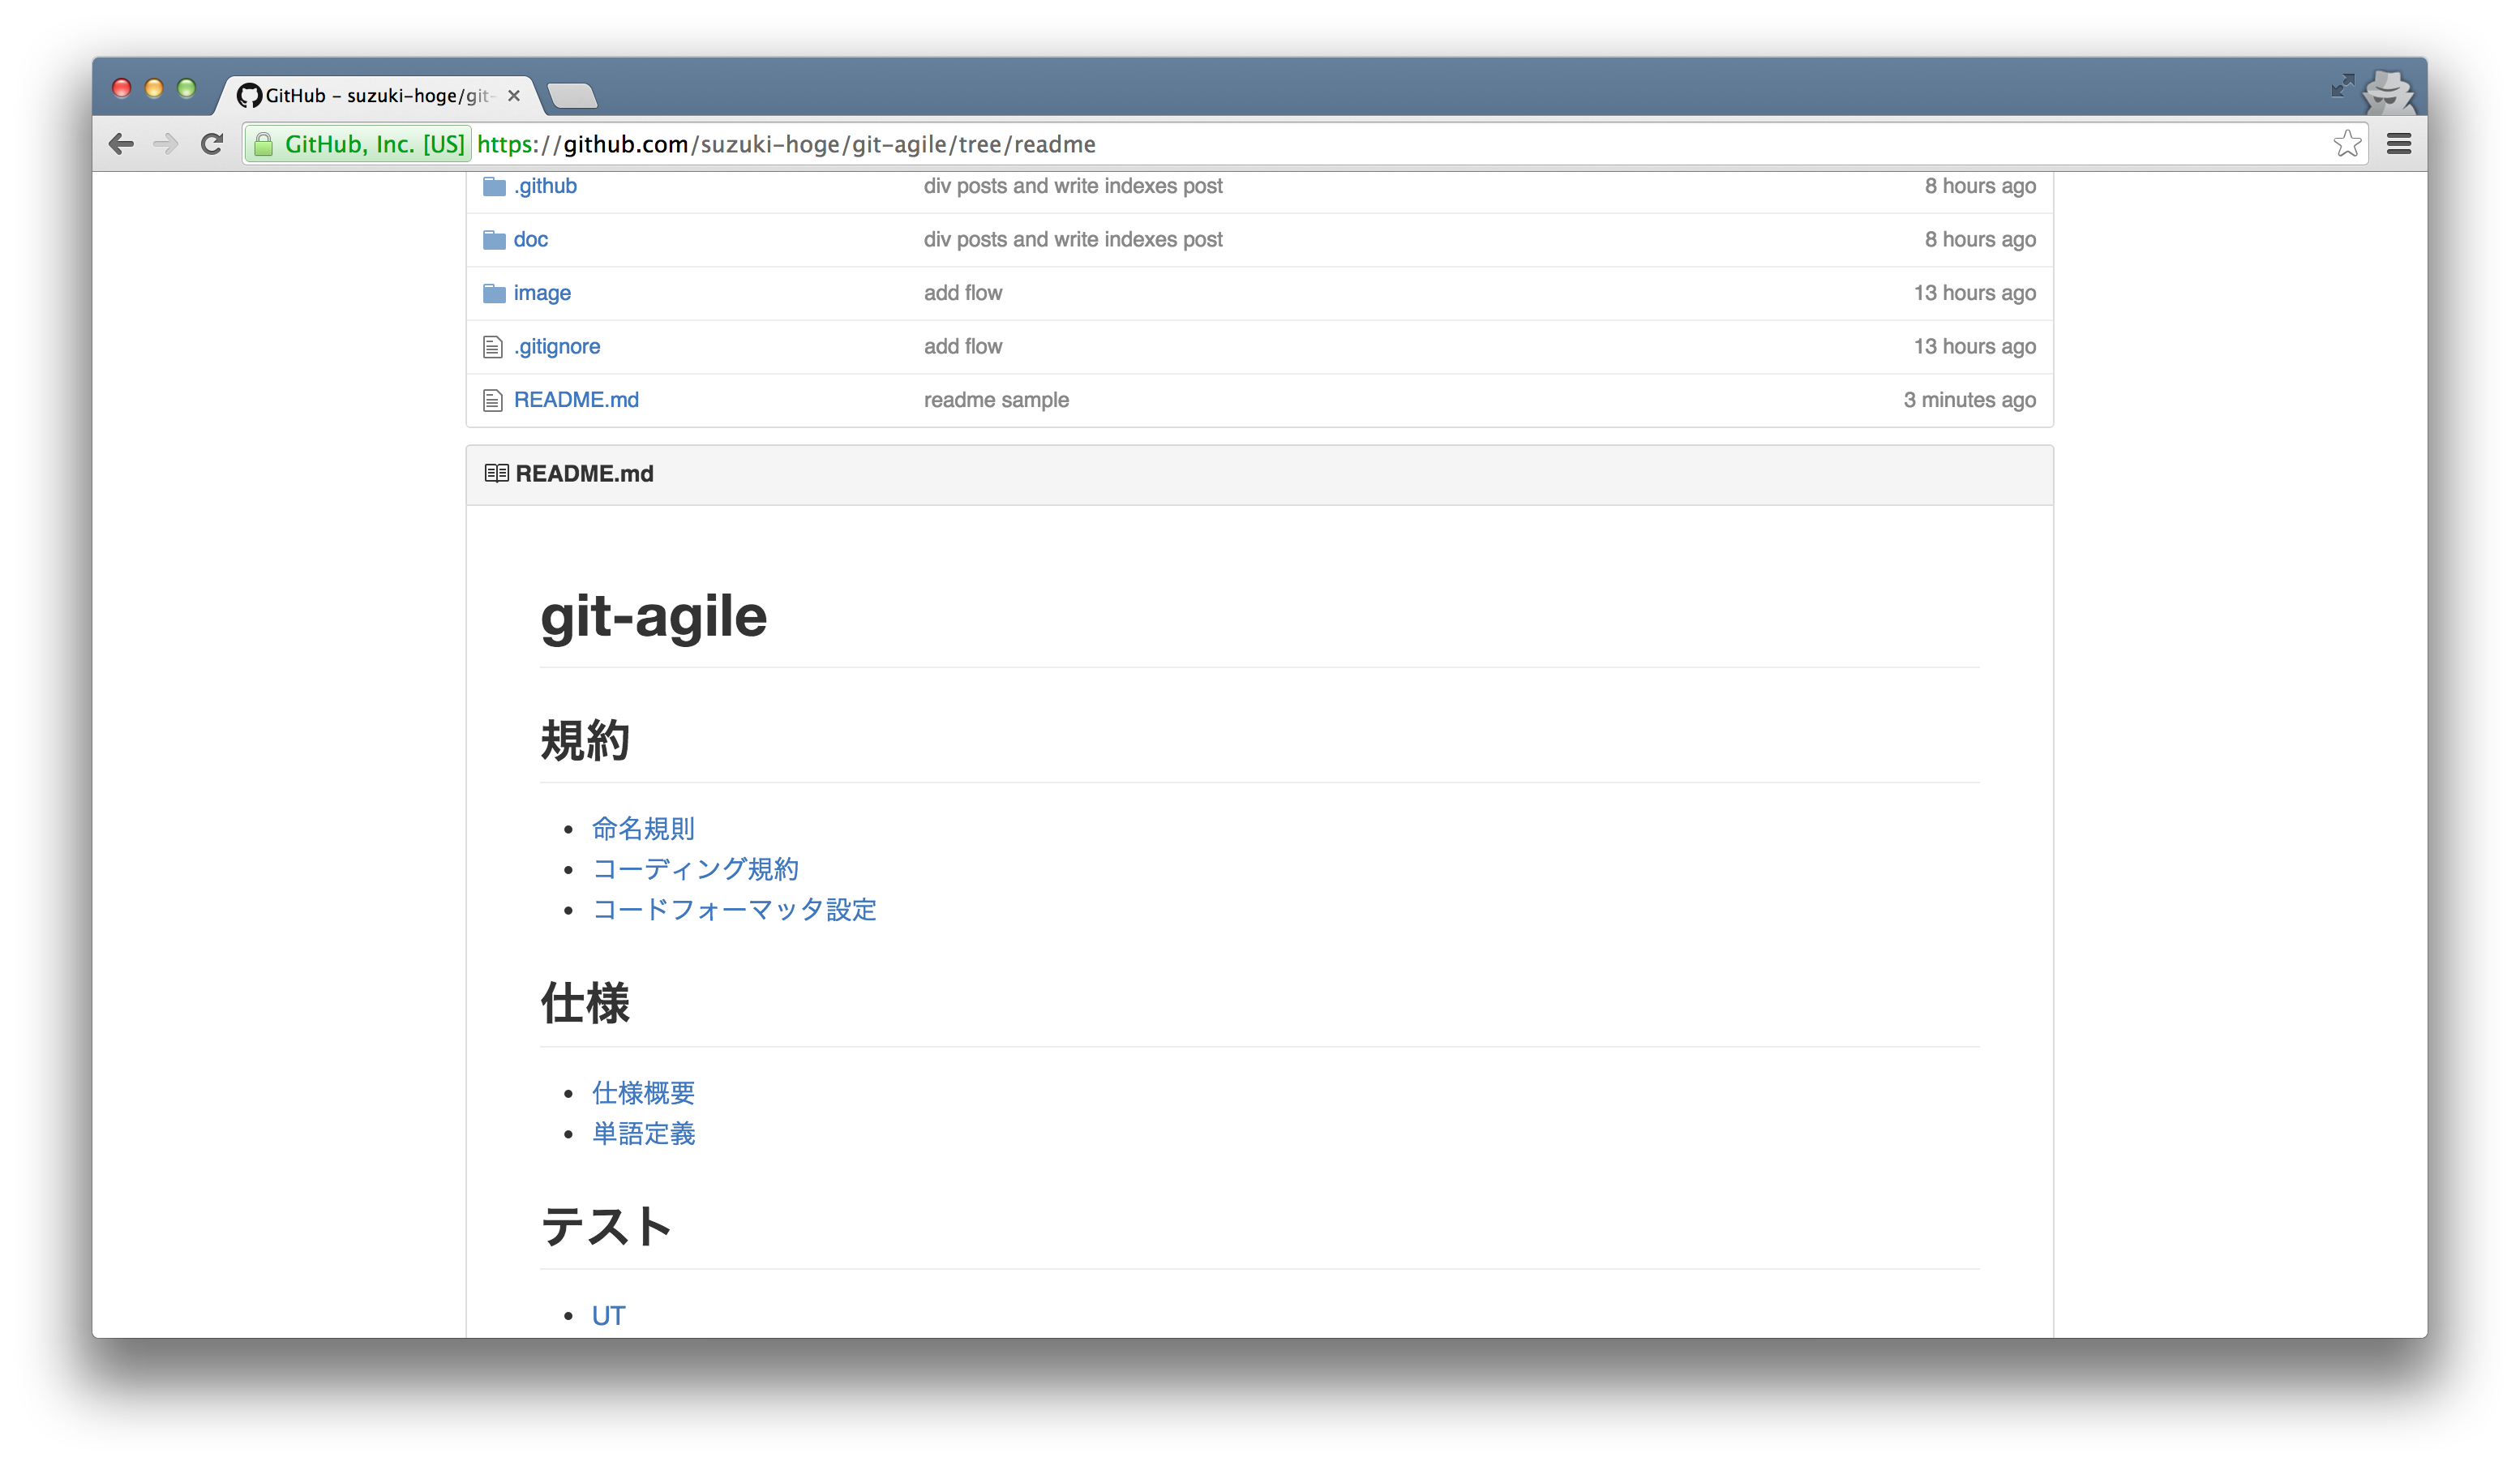 GitHub – suzuki-hoge/git-
GitHub, Inc. [US] https://github.com/suzuki-hoge/git-agile/tree/readme
.github div posts and write indexes post 8 hours ago
doc div posts and write indexes post 8 hours ago
image add flow 13 hours ago
.gitignore add flow 13 hours ago
README.md readme sample 3 minutes ago
README.md
git-agile
規約
• 命名規則
• コーディング規約
• コードフォーマッタ設定
仕様
• 仕様概要
• 単語定義
テスト
• UT